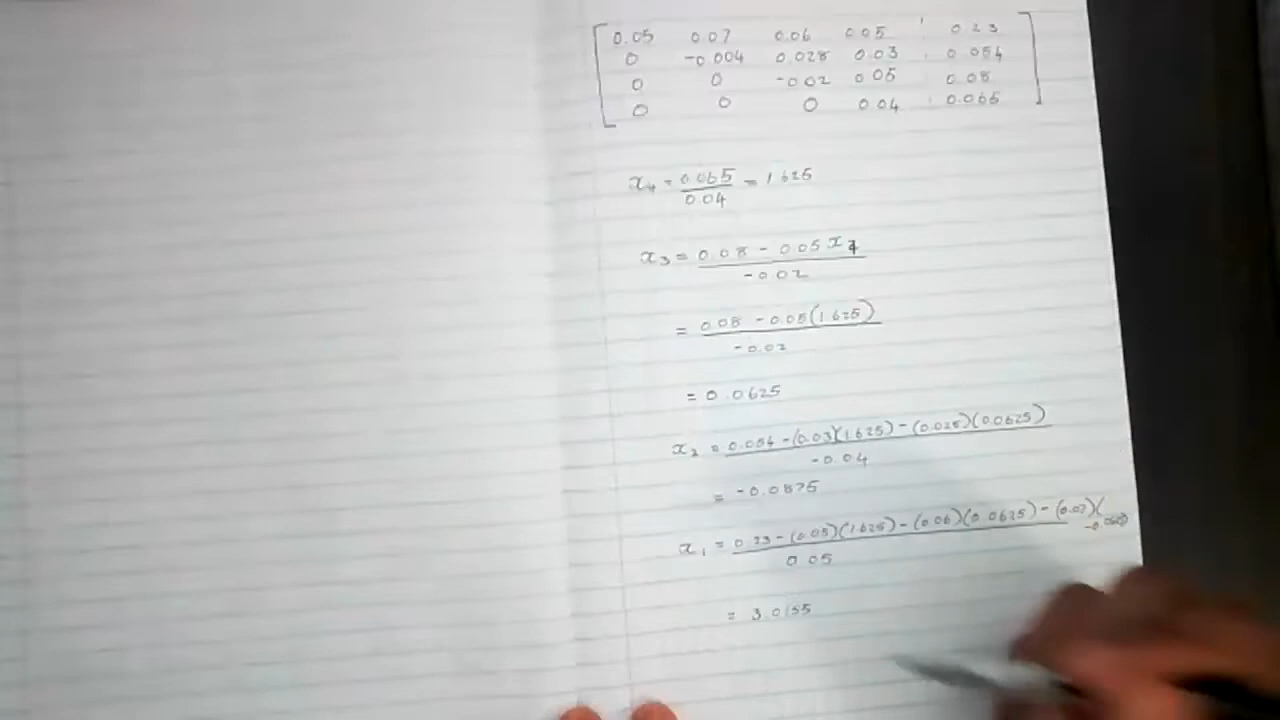 0.05 0.07 0.06 0.05 0.23
0 -0.004 0.028 0.03 0.054
0 0 -0.02 0.05 0.08
0 0 0 0.04 0.065
x₄ = 0.065 = 1.625
0.04
x₃ = 0.08 - 0.05 x₄
-0.02
= 0.08 - 0.05(1.625)
-0.02
= 0.0625
x₂ = 0.054 - (0.03)(1.625) - (0.028)(0.0625)
-0.04
= -0.0875
x₁ = 0.23 - (0.05)(1.625) - (0.06)(0.0625) - (0.07)(
0.05
= 3.0155